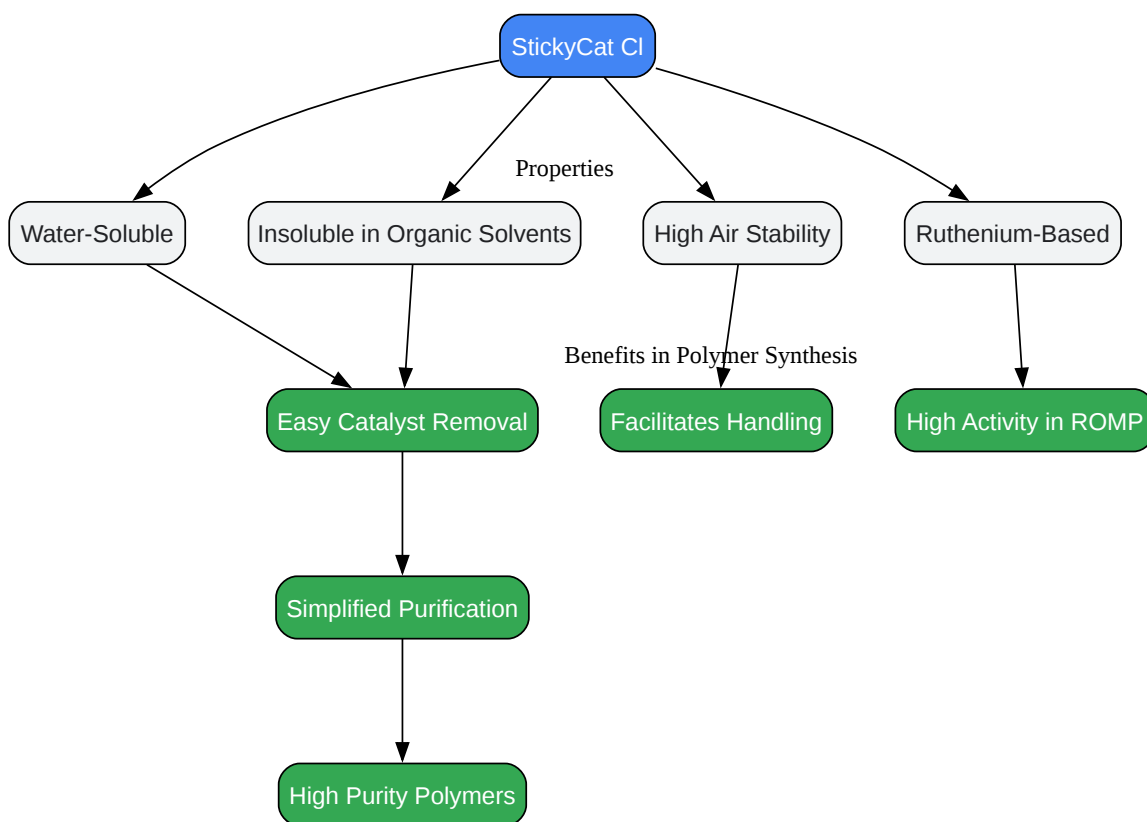 StickyCat Cl
Properties
Water-Soluble
Insoluble in Organic Solvents
High Air Stability
Ruthenium-Based
Benefits in Polymer Synthesis
Easy Catalyst Removal
Facilitates Handling
High Activity in ROMP
Simplified Purification
High Purity Polymers